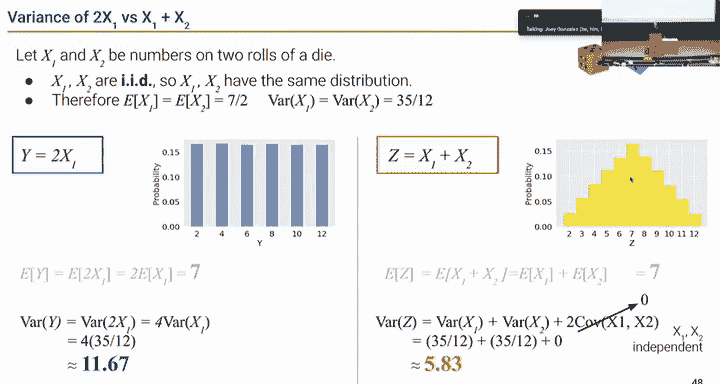 Variance of 2X₁ vs X₁ + X₂
Talking: Joey Gonzalez (he, him,
Let X₁ and X₂ be numbers on two rolls of a die.
● X₁, X₂ are i.i.d., so X₁, X₂ have the same distribution.
● Therefore E[X₁] = E[X₂] = 7/2 Var(X₁) = Var(X₂) = 35/12
Y = 2X₁
Probability
0.15
0.10
0.05
0.00
2 4 6 8 10 12
Y
E[Y] = E[2X₁] = 2E[X₁] = 7
Var(Y) = Var(2X₁) = 4Var(X₁)
= 4(35/12)
≈ 11.67
Z = X₁ + X₂
Probability
0.15
0.10
0.05
0.00
2 3 4 5 6 7 8 9 10 11 12
Z
E[Z] = E[X₁ + X₂]=E[X₁] + E[X₂] = 7
0
Var(Z) = Var(X₁) + Var(X₂) + 2Cov(X1, X2)
= (35/12) + (35/12) + 0
≈ 5.83
X₁, X₂
independent
48